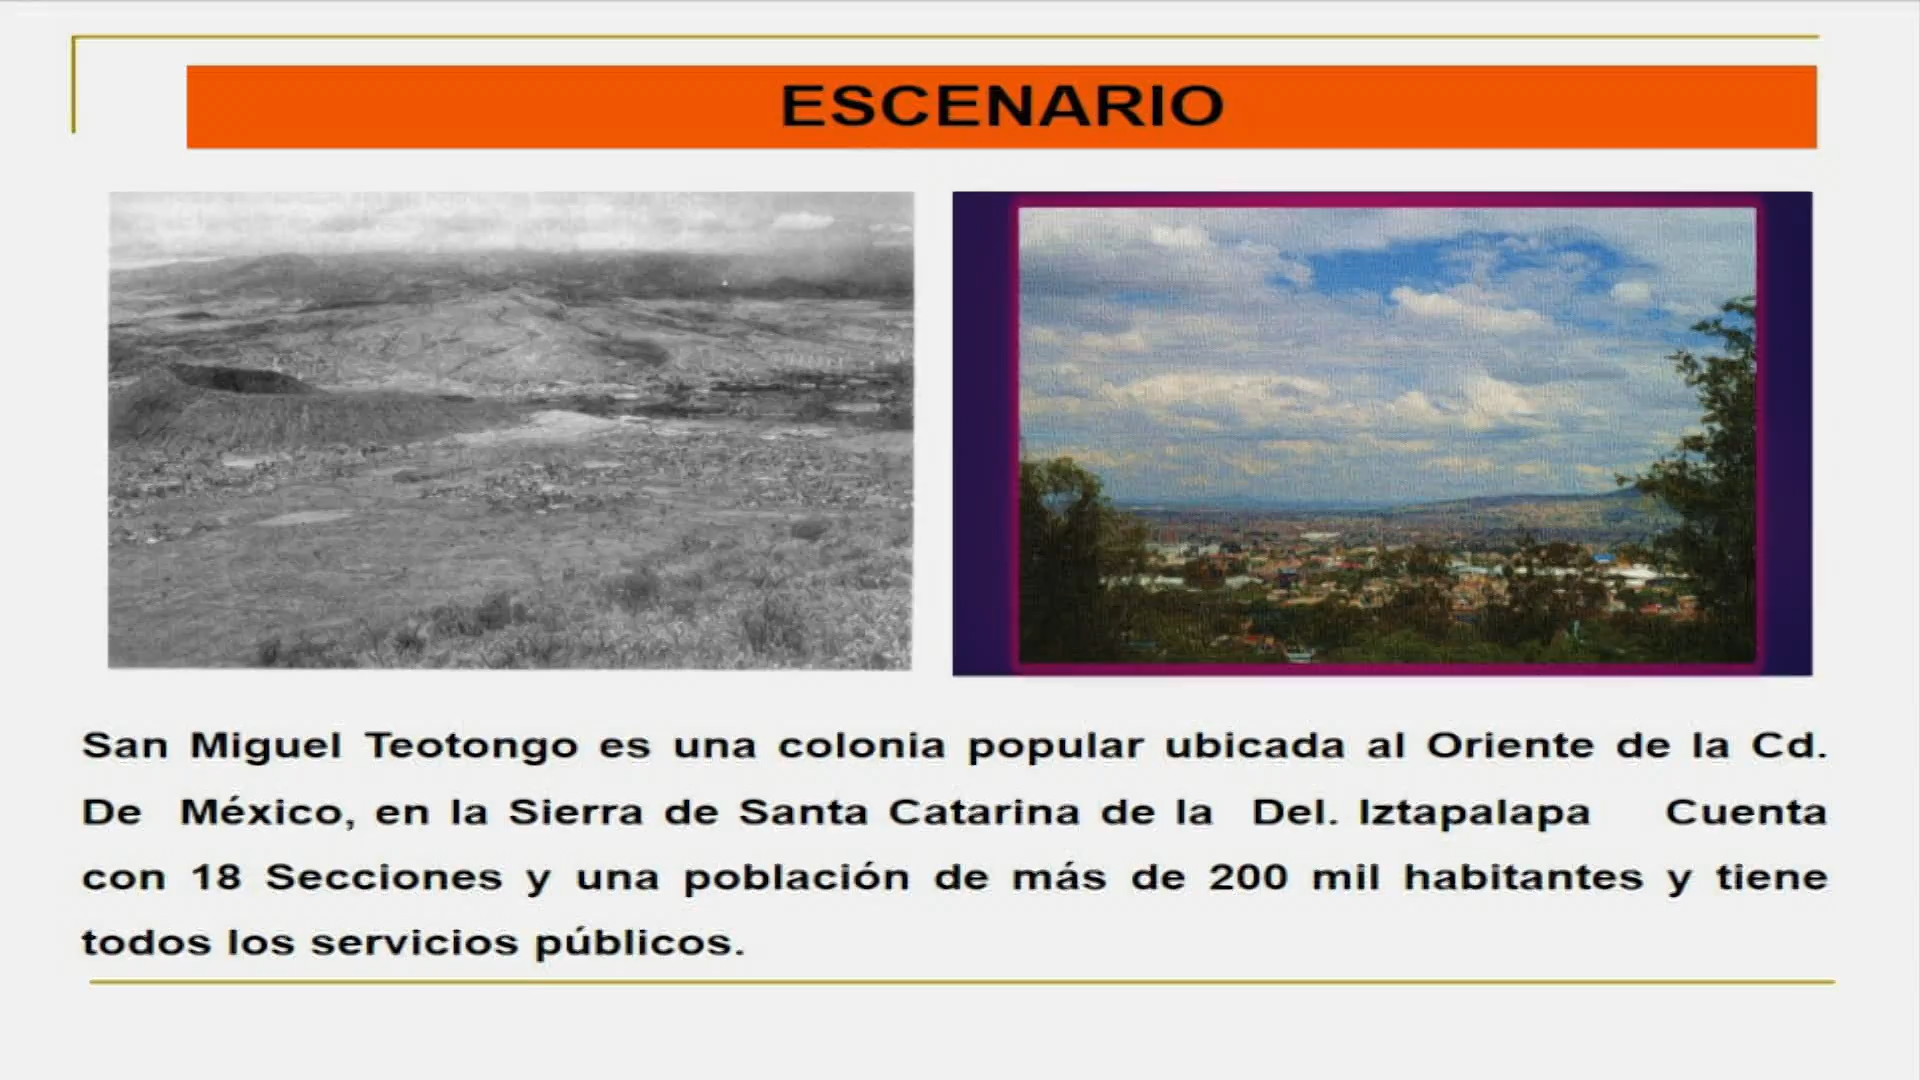 ESCENARIO
San Miguel Teotongo es una colonia popular ubicada al Oriente de la Cd.
De México, en la Sierra de Santa Catarina de la Del. Iztapalapa Cuenta
con 18 Secciones y una población de más de 200 mil habitantes y tiene
todos los servicios públicos.